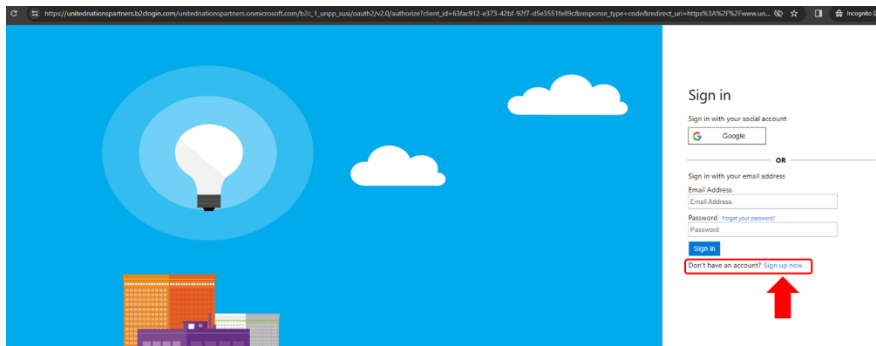 https://unitednationspartners.b2clogin.com/unitednationspartners.onmicrosoft.com/b2c_1_unpp_susi/oauth2/v2.0/authorize?client_id=63fac912-e373-42bf-92f7-d5e3551fe89c&response_type=code&redirect_uri=https%3A%2F%2Fwww.un... Incognito
Sign in
Sign in with your social account
Google
OR
Sign in with your email address
Email Address
Email Address
Password Forgot your password?
Password
Sign in
Don't have an account? Sign up now